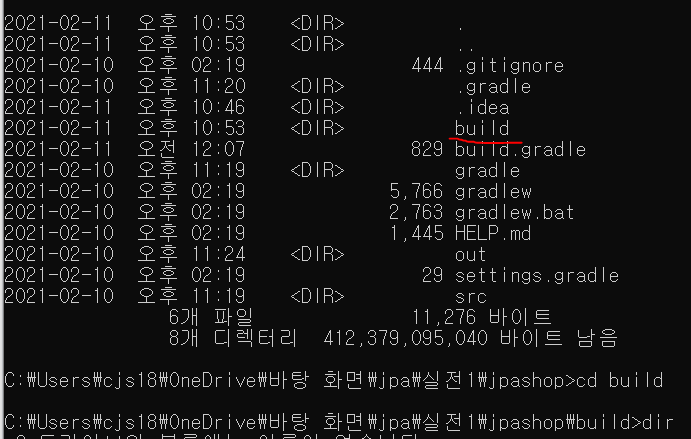 2021-02-11 오후 10:53 <DIR> .
2021-02-11 오후 10:53 <DIR> ..
2021-02-10 오후 02:19 444 .gitignore
2021-02-10 오후 11:20 <DIR> .gradle
2021-02-11 오후 10:46 <DIR> .idea
2021-02-11 오후 10:53 <DIR> build
2021-02-11 오전 12:07 829 build.gradle
2021-02-10 오후 11:19 <DIR> gradle
2021-02-10 오후 02:19 5,766 gradlew
2021-02-10 오후 02:19 2,763 gradlew.bat
2021-02-10 오후 02:19 1,445 HELP.md
2021-02-10 오후 11:24 <DIR> out
2021-02-10 오후 02:19 29 settings.gradle
2021-02-10 오후 11:19 <DIR> src
6개 파일 11,276 바이트
8개 디렉터리 412,379,095,040 바이트 남음
C:₩Users₩cjs18₩OneDrive₩바탕 화면₩jpa₩실전1₩jpashop>cd build
C:₩Users₩cjs18₩OneDrive₩바탕 화면₩jpa₩실전1₩jpashop₩build>dir